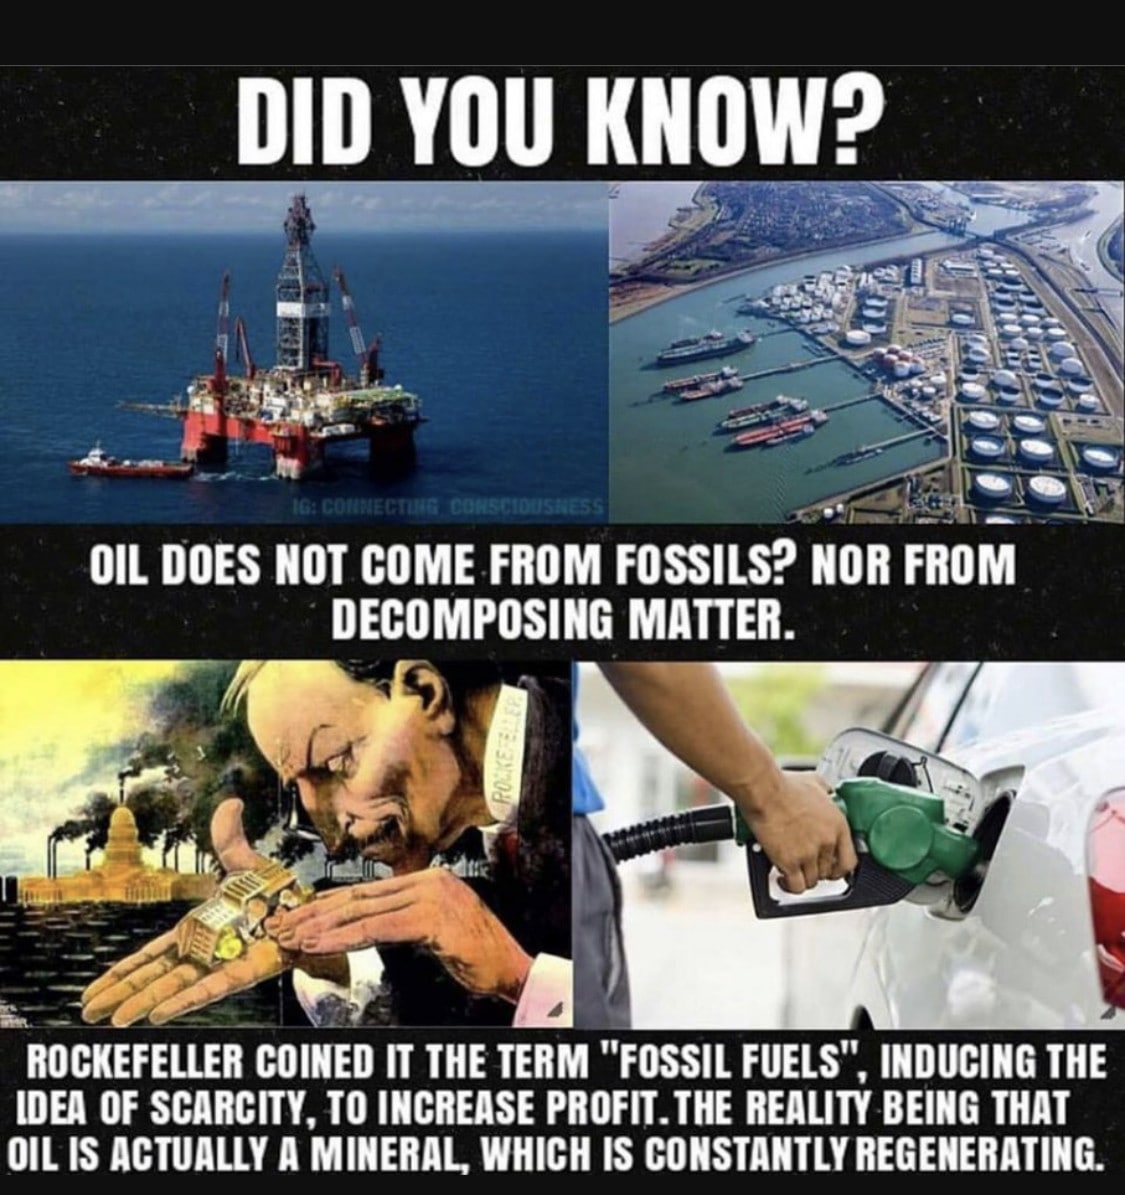 DID YOU KNOW?
IG: CONNECTING CONSCIOUSNESS
OIL DOES NOT COME FROM FOSSILS? NOR FROM
DECOMPOSING MATTER.
ROCKEFELLER
ROCKEFELLER COINED IT THE TERM "FOSSIL FUELS", INDUCING THE
IDEA OF SCARCITY, TO INCREASE PROFIT. THE REALITY BEING THAT
OIL IS ACTUALLY A MINERAL, WHICH IS CONSTANTLY REGENERATING.